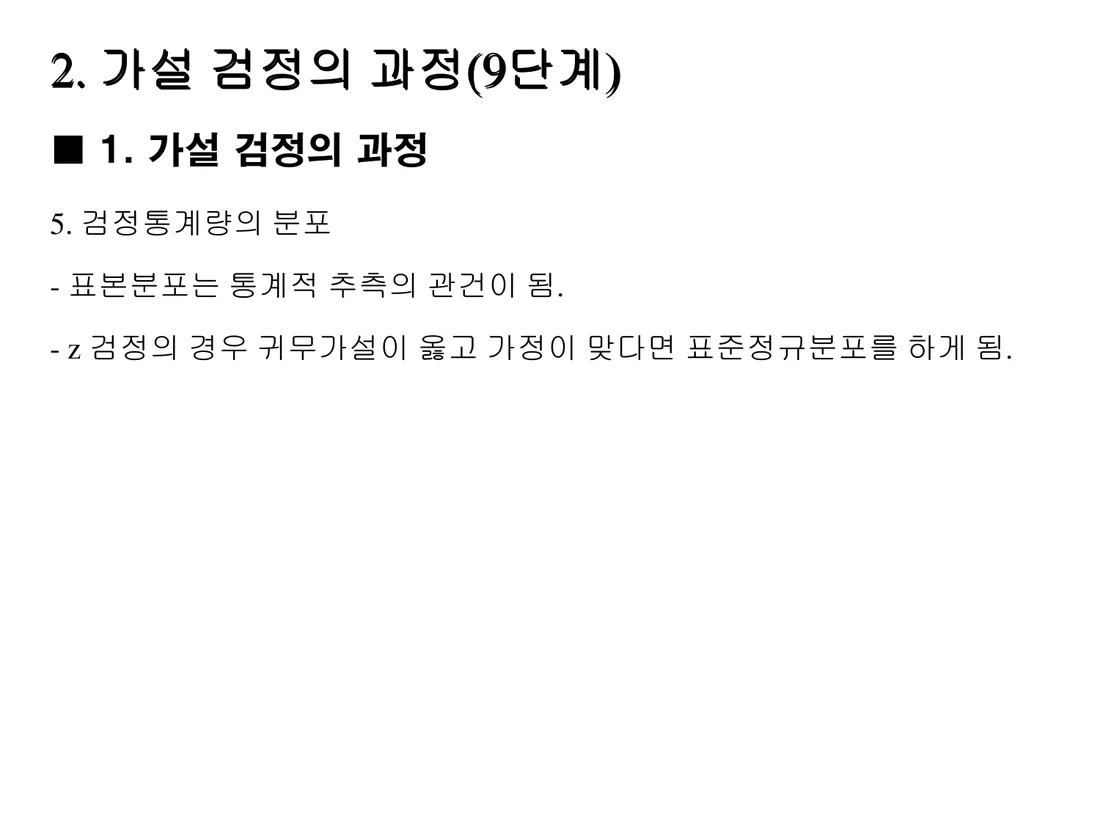 2. 가설 검정의 과정(9단계)
■ 1. 가설 검정의 과정
5. 검정통계량의 분포
- 표본분포는 통계적 추측의 관건이 됨.
- z 검정의 경우 귀무가설이 옳고 가정이 맞다면 표준정규분포를 하게 됨.